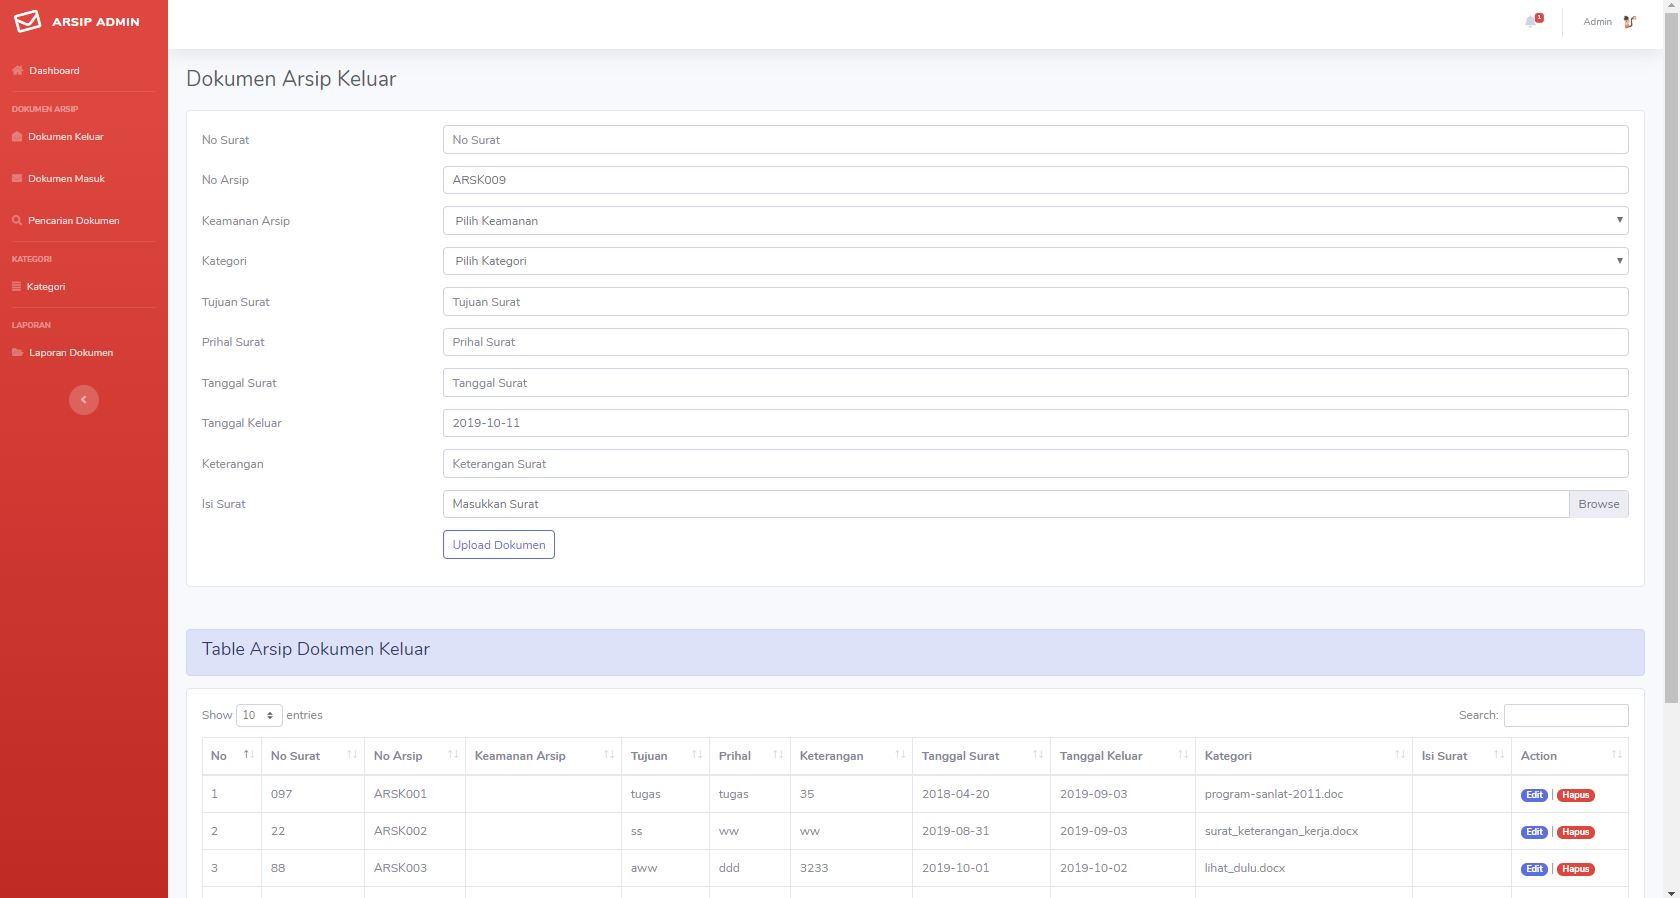 ARSIP ADMIN
1
Admin
Dashboard
DOKUMEN ARSIP
Dokumen Keluar
Dokumen Masuk
Pencarian Dokumen
KATEGORI
Kategori
LAPORAN
Laporan Dokumen
Dokumen Arsip Keluar
No Surat No Surat
No Arsip ARSK009
Keamanan Arsip Pilih Keamanan
Kategori Pilih Kategori
Tujuan Surat Tujuan Surat
Prihal Surat Prihal Surat
Tanggal Surat Tanggal Surat
Tanggal Keluar 2019-10-11
Keterangan Keterangan Surat
Isi Surat Masukkan Surat Browse
Upload Dokumen
Table Arsip Dokumen Keluar
Show 10 entries Search:
No No Surat No Arsip Keamanan Arsip Tujuan Prihal Keterangan Tanggal Surat Tanggal Keluar Kategori Isi Surat Action
1 097 ARSK001 tugas tugas 35 2018-04-20 2019-09-03 program-sanlat-2011.doc Edit | Hapus
2 22 ARSK002 ss ww ww 2019-08-31 2019-09-03 surat_keterangan_kerja.docx Edit | Hapus
3 88 ARSK003 aww ddd 3233 2019-10-01 2019-10-02 lihat_dulu.docx Edit | Hapus